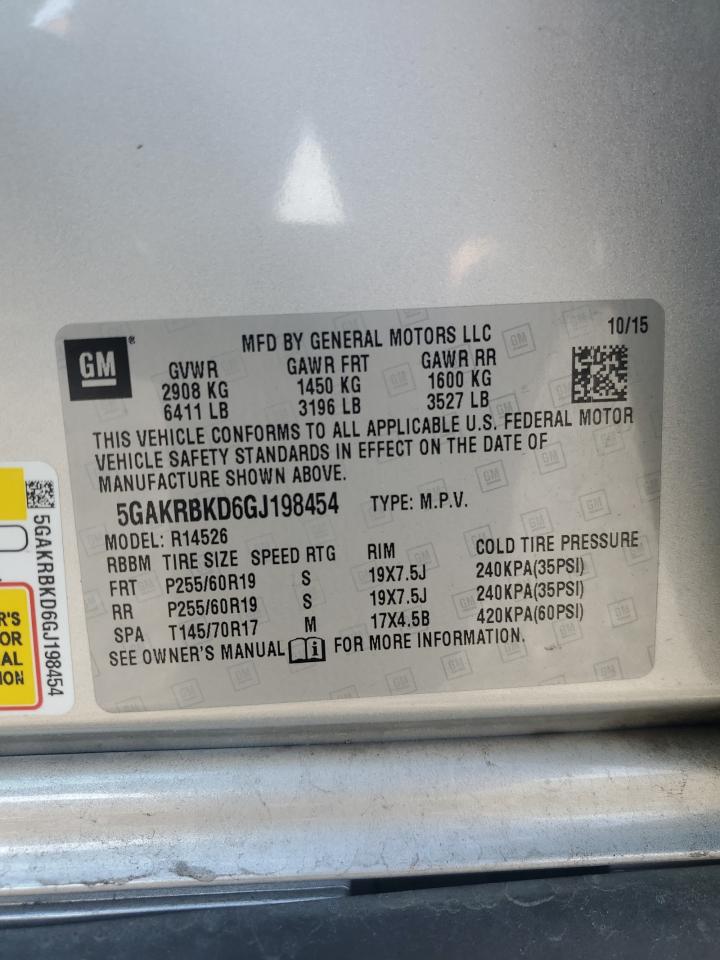 GM
®
MFD BY GENERAL MOTORS LLC
10/15
GVWR GAWR FRT GAWR RR
2908 KG 1450 KG 1600 KG
6411 LB 3196 LB 3527 LB
THIS VEHICLE CONFORMS TO ALL APPLICABLE U.S. FEDERAL MOTOR
VEHICLE SAFETY STANDARDS IN EFFECT ON THE DATE OF
MANUFACTURE SHOWN ABOVE.
5GAKRBKD6GJ198454 TYPE: M.P.V.
MODEL: R14526
RBBM TIRE SIZE SPEED RTG RIM COLD TIRE PRESSURE
FRT P255/60R19 S 19X7.5J 240KPA(35PSI)
RR P255/60R19 S 19X7.5J 240KPA(35PSI)
SPA T145/70R17 M 17X4.5B 420KPA(60PSI)
SEE OWNER'S MANUAL FOR MORE INFORMATION.
5GAKRBKD6GJ198454
R'S
OR
AL
ION